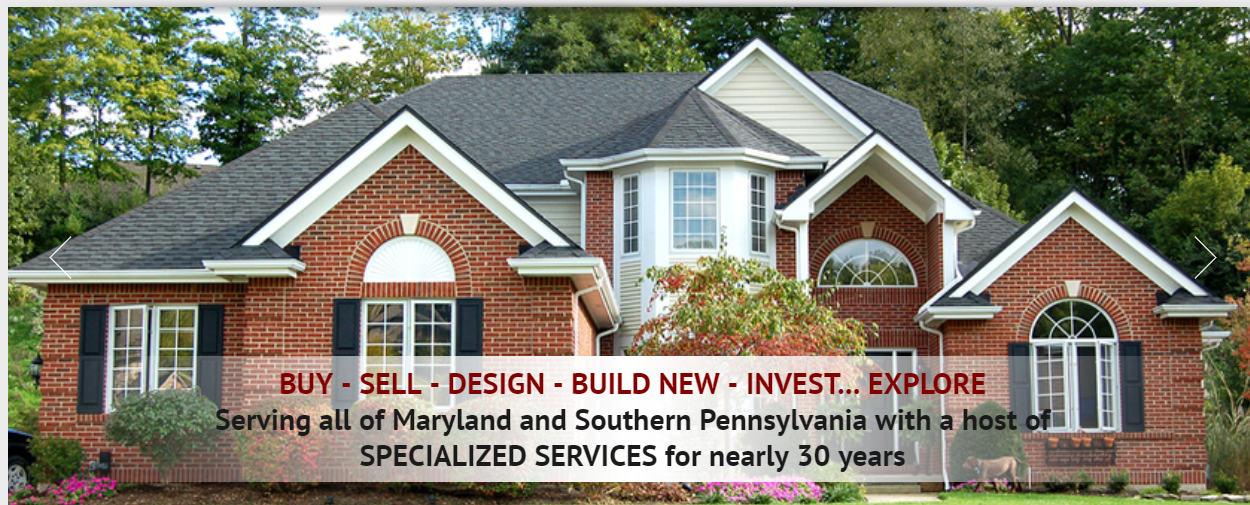 BUY - SELL - DESIGN - BUILD NEW - INVEST... EXPLORE
Serving all of Maryland and Southern Pennsylvania with a host of
SPECIALIZED SERVICES for nearly 30 years